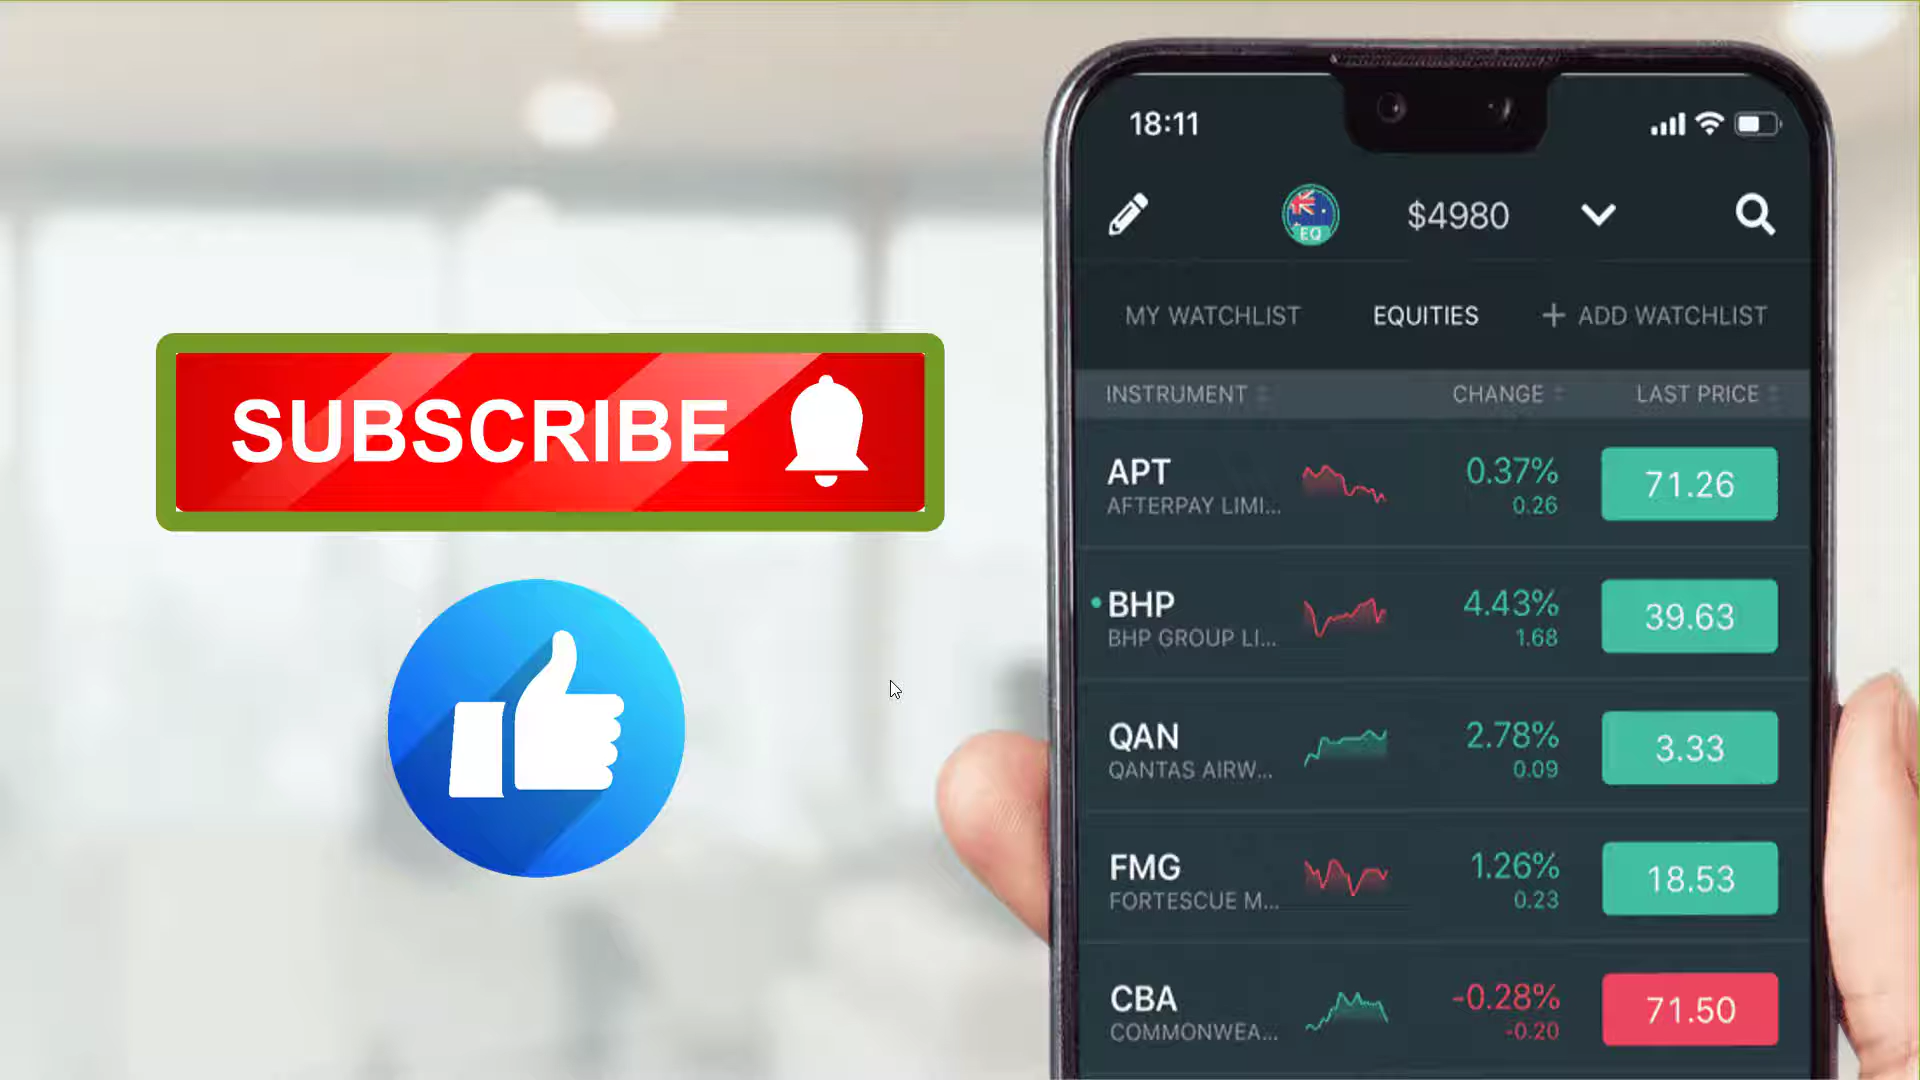 SUBSCRIBE
18:11
EQ
$4980
MY WATCHLIST
EQUITIES
+ ADD WATCHLIST
INSTRUMENT
CHANGE
LAST PRICE
APT
AFTERPAY LIMI...
0.37%
0.26
71.26
BHP
BHP GROUP LI...
4.43%
1.68
39.63
QAN
QANTAS AIRW...
2.78%
0.09
3.33
FMG
FORTESCUE M...
1.26%
0.23
18.53
CBA
COMMONWEA...
-0.28%
-0.20
71.50